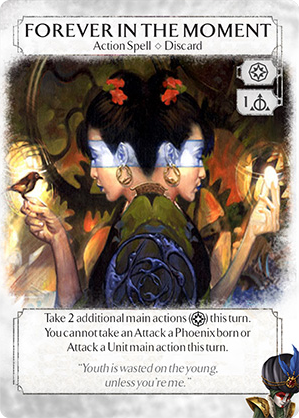 FOREVER IN THE MOMENT
Action Spell ◇ Discard
1
Take 2 additional main actions () this turn.
You cannot take an Attack a Phoenixborn or
Attack a Unit main action this turn.
“Youth is wasted on the young,
unless you’re me.”